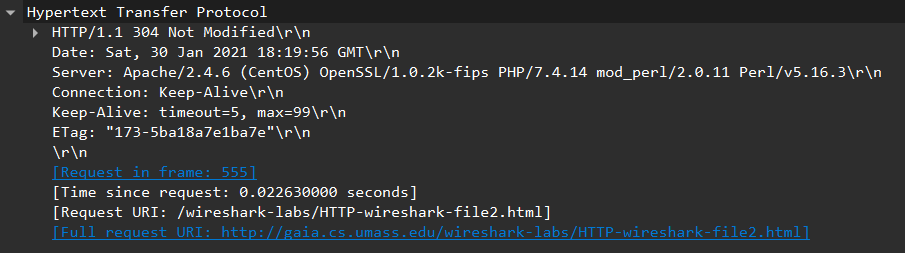 Hypertext Transfer Protocol
HTTP/1.1 304 Not Modified\r\n
Date: Sat, 30 Jan 2021 18:19:56 GMT\r\n
Server: Apache/2.4.6 (CentOS) OpenSSL/1.0.2k-fips PHP/7.4.14 mod_perl/2.0.11 Perl/v5.16.3\r\n
Connection: Keep-Alive\r\n
Keep-Alive: timeout=5, max=99\r\n
ETag: "173-5ba18a7e1ba7e"\r\n
\r\n
[Request in frame: 555]
[Time since request: 0.022630000 seconds]
[Request URI: /wireshark-labs/HTTP-wireshark-file2.html]
[Full request URI: http://gaia.cs.umass.edu/wireshark-labs/HTTP-wireshark-file2.html]